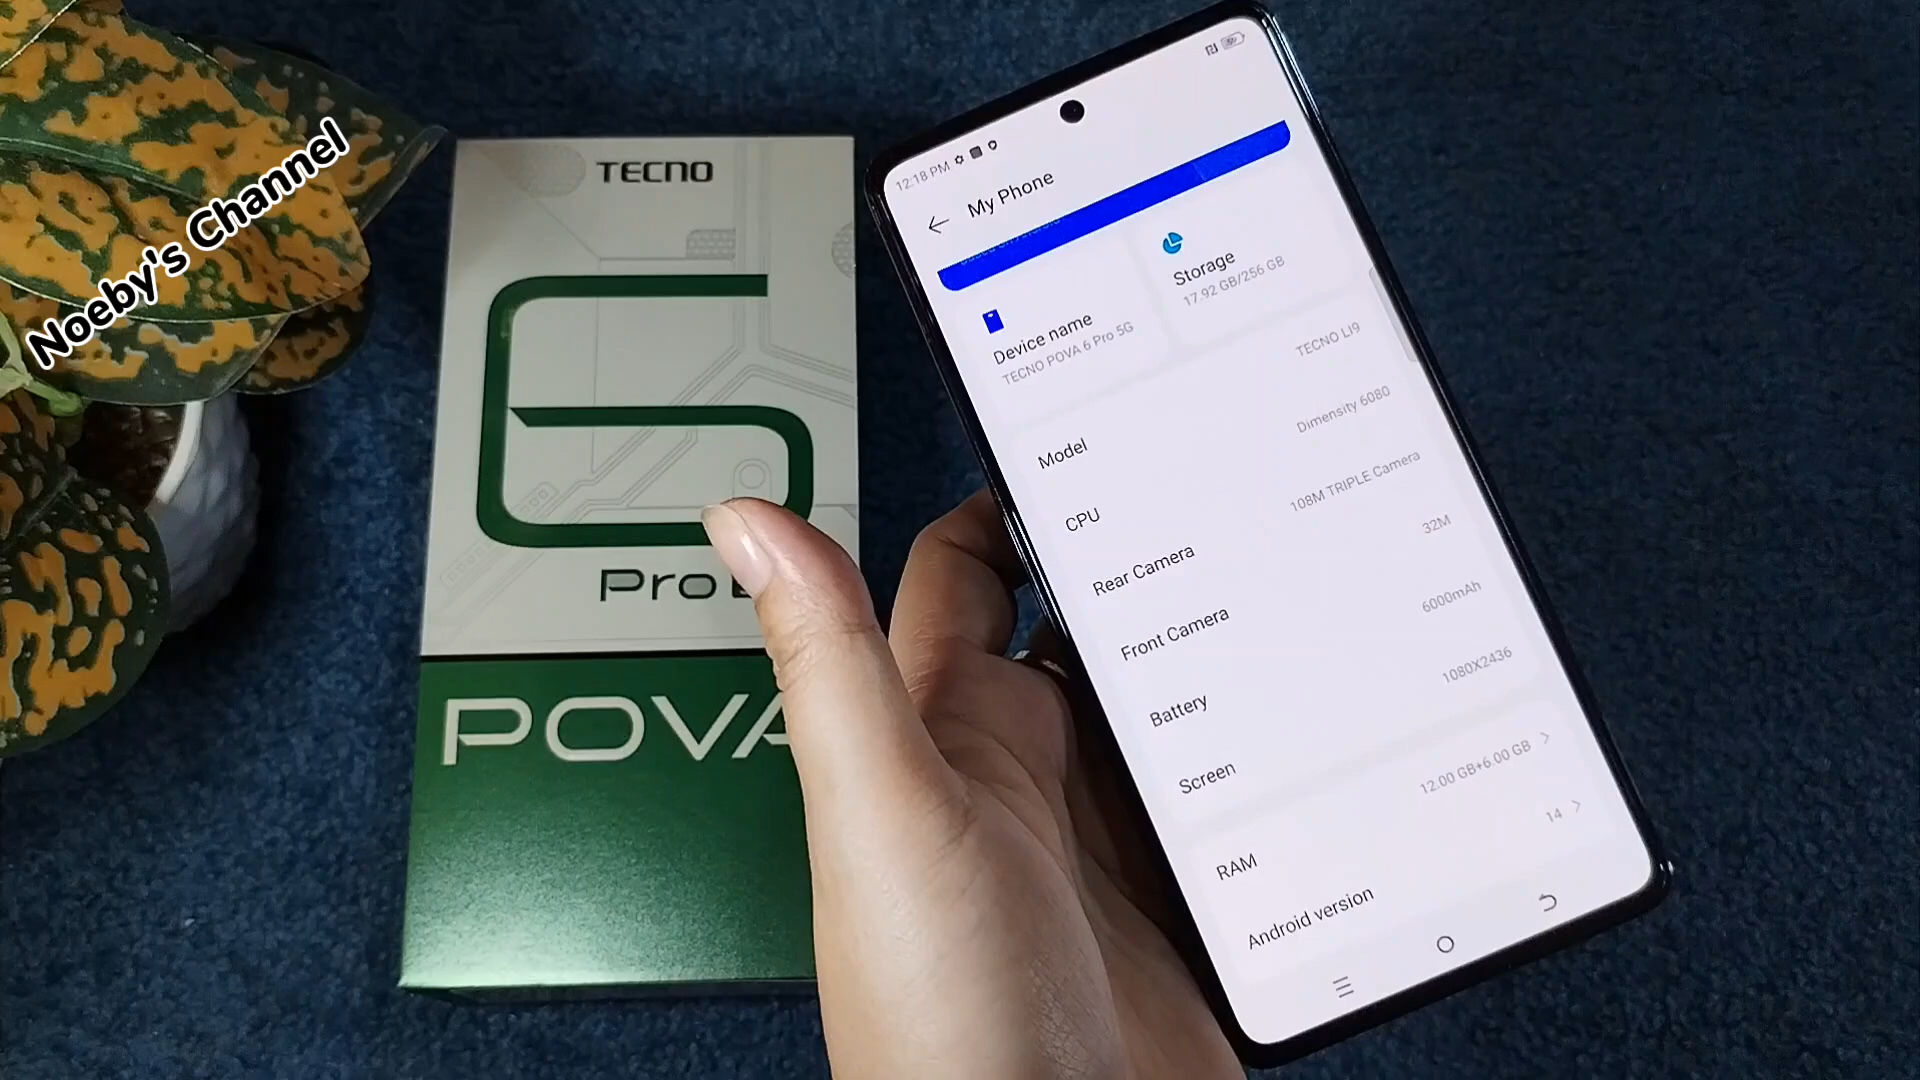 Noeby's Channel
TECNO
6
Pro
POVA
12:18 PM
My Phone
Device name
TECNO POVA 6 Pro 5G
Storage
17.92 GB/256 GB
Model
TECNO LI9
CPU
Dimensity 6080
Rear Camera
108M TRIPLE Camera
Front Camera
32M
Battery
6000mAh
Screen
1080X2436
RAM
12.00 GB+6.00 GB
Android version
14